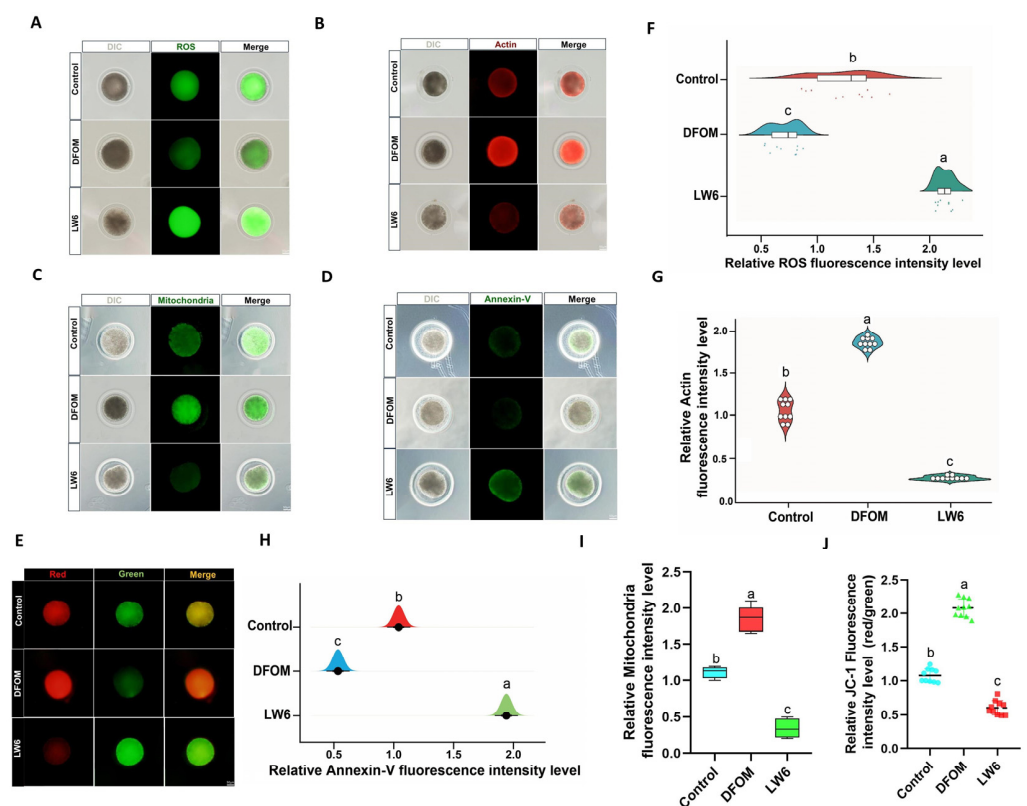 A
DIC ROS Merge
Control
DFOM
LW6
B
DIC Actin Merge
Control
DFOM
LW6
F
Control
DFOM
LW6
b
c
a
0.5 1.0 1.5 2.0
Relative ROS fluorescence intensity level
C
DIC Mitochondria Merge
Control
DFOM
LW6
D
DIC Annexin-V Merge
Control
DFOM
LW6
G
Relative Actin
fluorescence intensity level
2.0
1.5
1.0
0.5
0.0
b
a
c
Control DFOM LW6
E
Red Green Merge
Control
DFOM
LW6
H
Control
DFOM
LW6
b
c
a
0.5 1.0 1.5 2.0
Relative Annexin-V fluorescence intensity level
I
Relative Mitochondria
fluorescence intensity level
2.5
2.0
1.5
1.0
0.5
0.0
b
a
c
Control DFOM LW6
J
Relative JC-1 Fluorescence
intensity level (red/green)
2.5
2.0
1.5
1.0
0.5
0.0
b
a
c
Control DFOM LW6